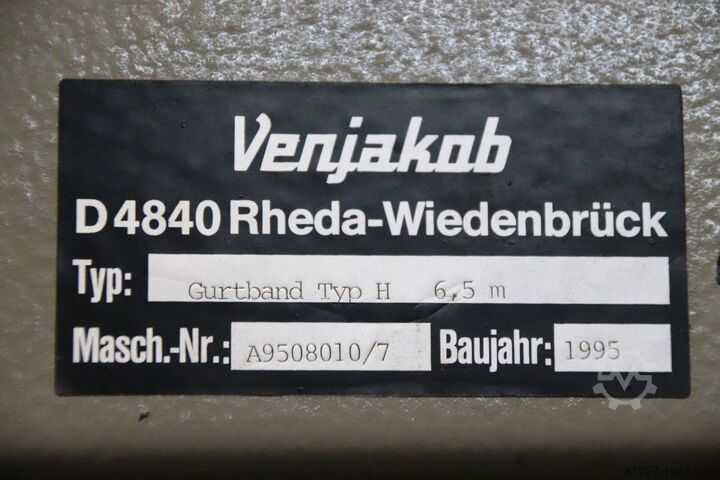 Venjakob
D 4840 Rheda-Wiedenbrück
Typ: Gurtband Typ H 6,5 m
Masch.-Nr.: A9508010/7 Baujahr: 1995